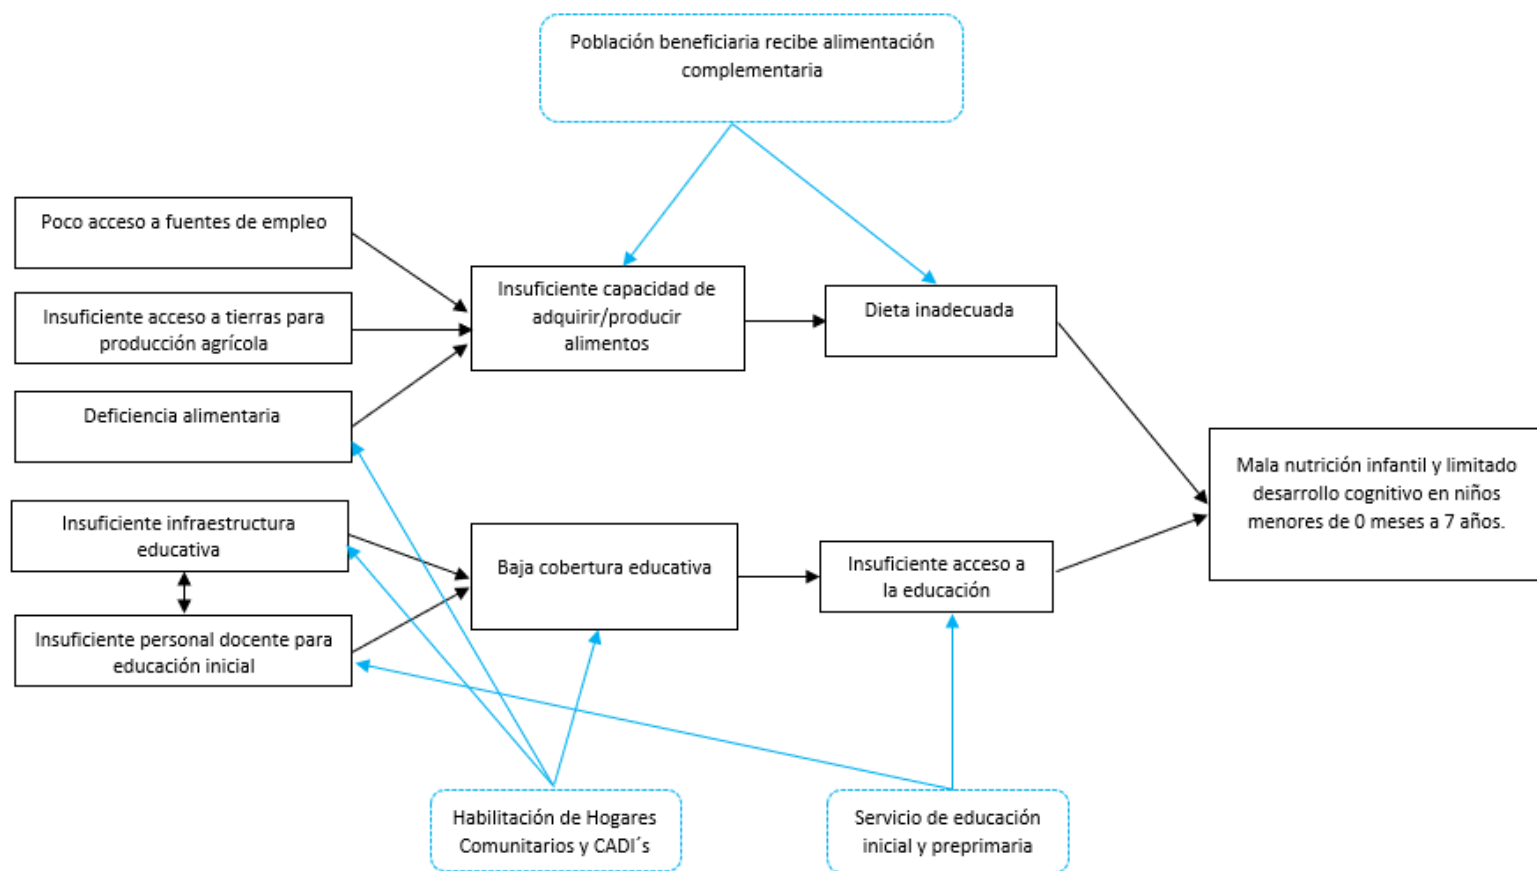 Población beneficiaria recibe alimentación
complementaria
Poco acceso a fuentes de empleo
Insuficiente acceso a tierras para
producción agrícola
Deficiencia alimentaria
Insuficiente capacidad de
adquirir/producir
alimentos
Dieta inadecuada
Insuficiente infraestructura
educativa
Insuficiente personal docente para
educación inicial
Baja cobertura educativa
Insuficiente acceso a
la educación
Mala nutrición infantil y limitado
desarrollo cognitivo en niños
menores de 0 meses a 7 años.
Habilitación de Hogares
Comunitarios y CADI´s
Servicio de educación
inicial y preprimaria